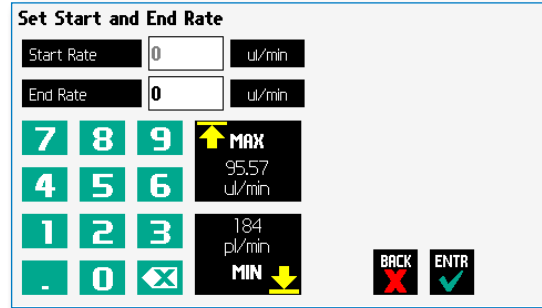 Set Start and End Rate
Start Rate 0 ul/min
End Rate 0 ul/min
7 8 9 MAX
95.57
ul/min
4 5 6
1 2 3 184
pl/min
. 0 MIN
BACK ENTR